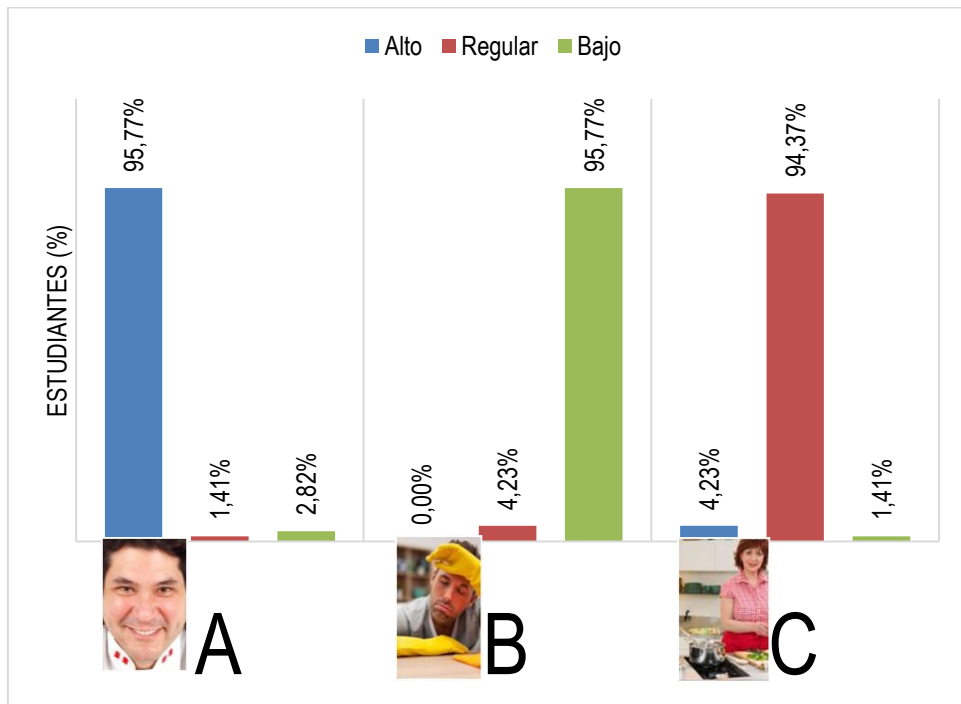 Alto Regular Bajo
ESTUDIANTES (%)
95,77%
1,41%
2,82%
0,00%
4,23%
95,77%
4,23%
94,37%
1,41%
A
B
C